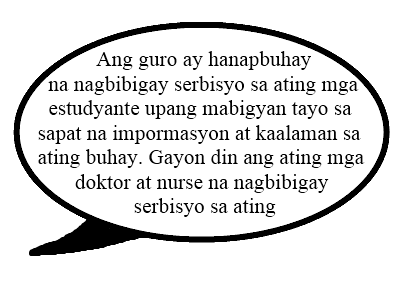 Ang guro ay hanapbuhay
na nagbibigay serbisyo sa ating mga
estudyante upang mabigyan tayo sa
sapat na impormasyon at kaalaman sa
ating buhay. Gayon din ang ating mga
doktor at nurse na nagbibigay
serbisyo sa ating